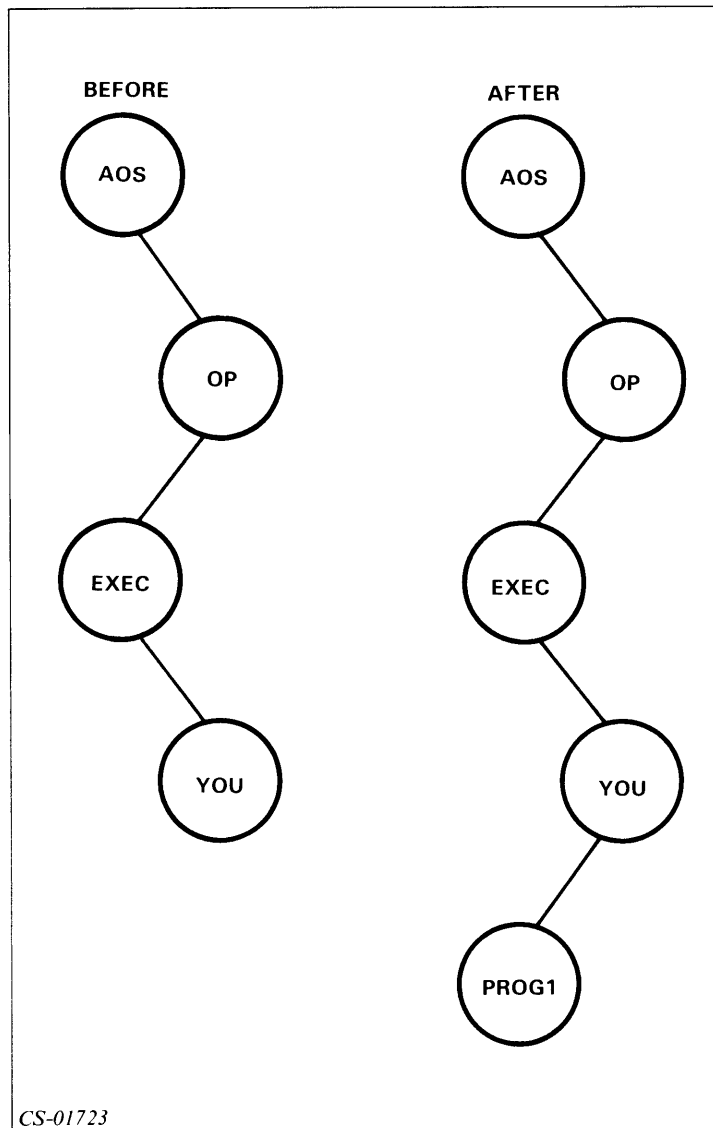 BEFORE
AOS
OP
EXEC
YOU
AFTER
AOS
OP
EXEC
YOU
PROG1
CS-01723